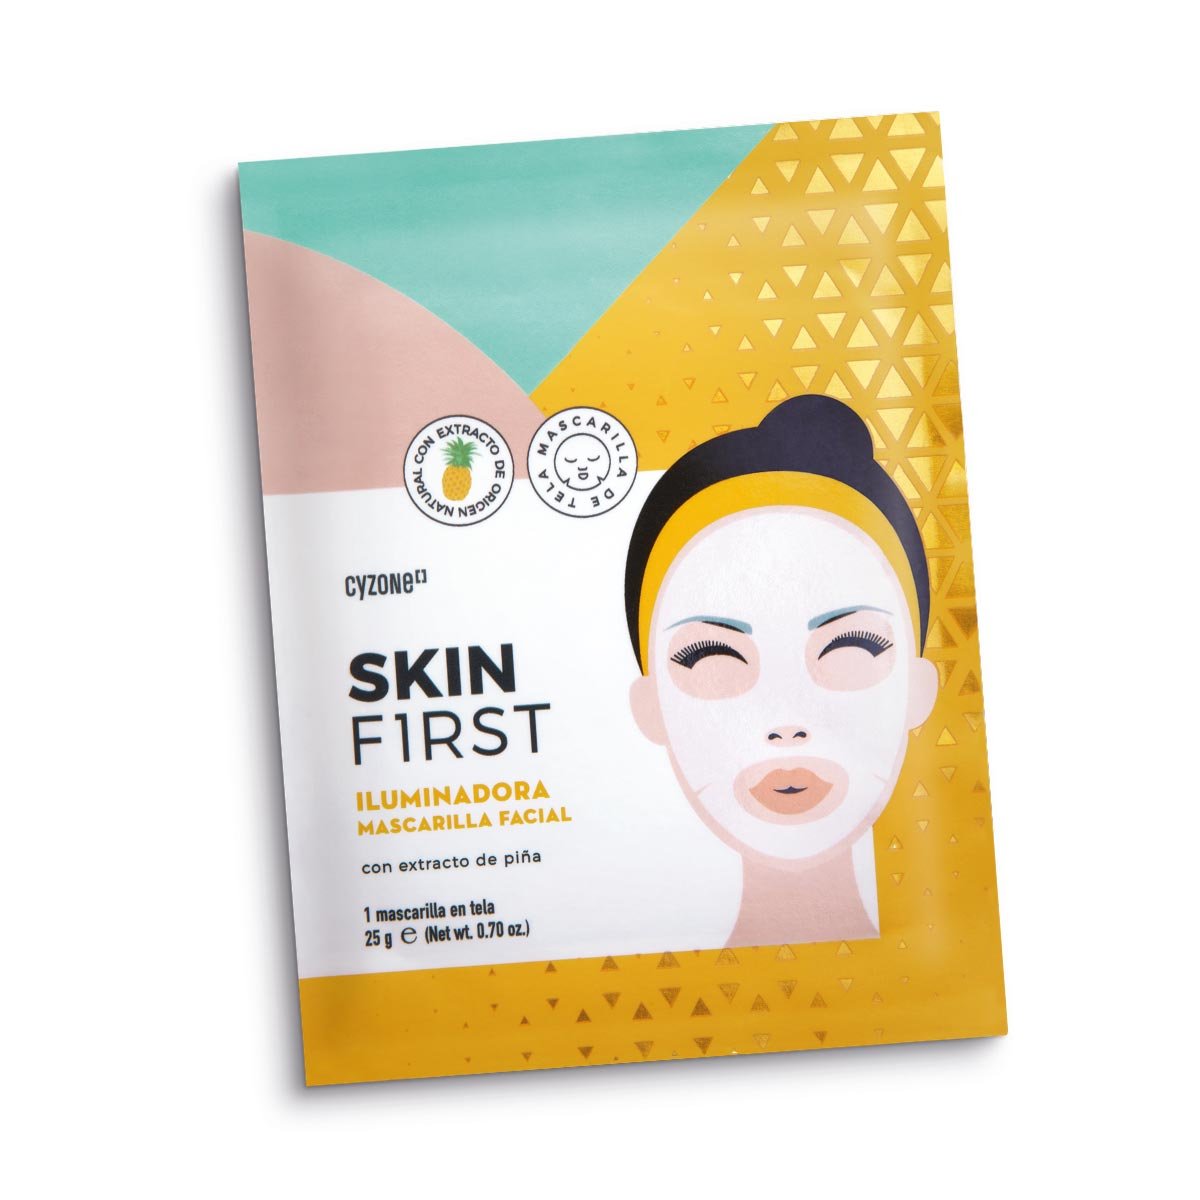 CON EXTRACTO DE ORIGEN NATURAL
MASCARILLA DE TELA
cyzone
SKIN
F1RST
ILUMINADORA
MASCARILLA FACIAL
con extracto de piña
1 mascarilla en tela
25 g ℮ (Net wt. 0.70 oz.)